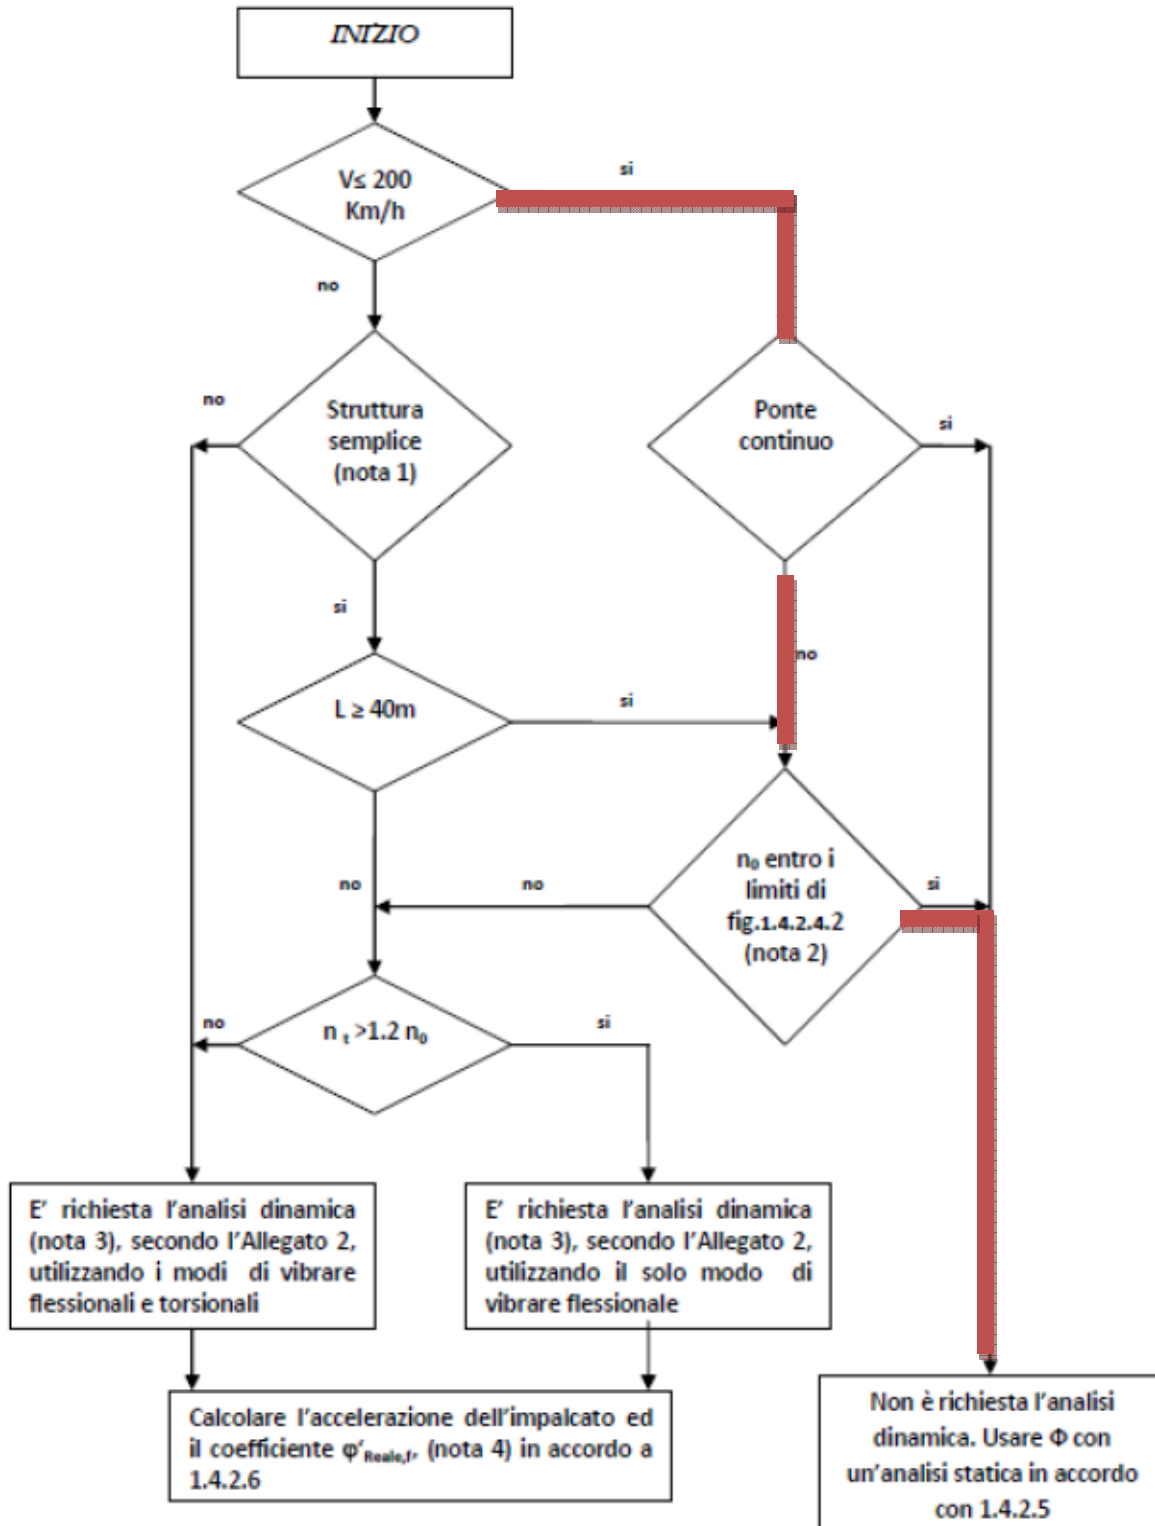 INIZIO
V≤ 200
Km/h
si
no
Struttura
semplice
(nota 1)
no
Ponte
continuo
si
si
no
L ≥ 40m
si
no
n₀ entro i
limiti di
fig.1.4.2.4.2
(nota 2)
no
si
n t >1.2 n₀
no
si
E' richiesta l'analisi dinamica
(nota 3), secondo l'Allegato 2,
utilizzando i modi di vibrare
flessionali e torsionali
E' richiesta l'analisi dinamica
(nota 3), secondo l'Allegato 2,
utilizzando il solo modo di
vibrare flessionale
Calcolare l'accelerazione dell'impalcato ed
il coefficiente φ'Reale,f, (nota 4) in accordo a
1.4.2.6
Non è richiesta l'analisi
dinamica. Usare Φ con
un'analisi statica in accordo
con 1.4.2.5